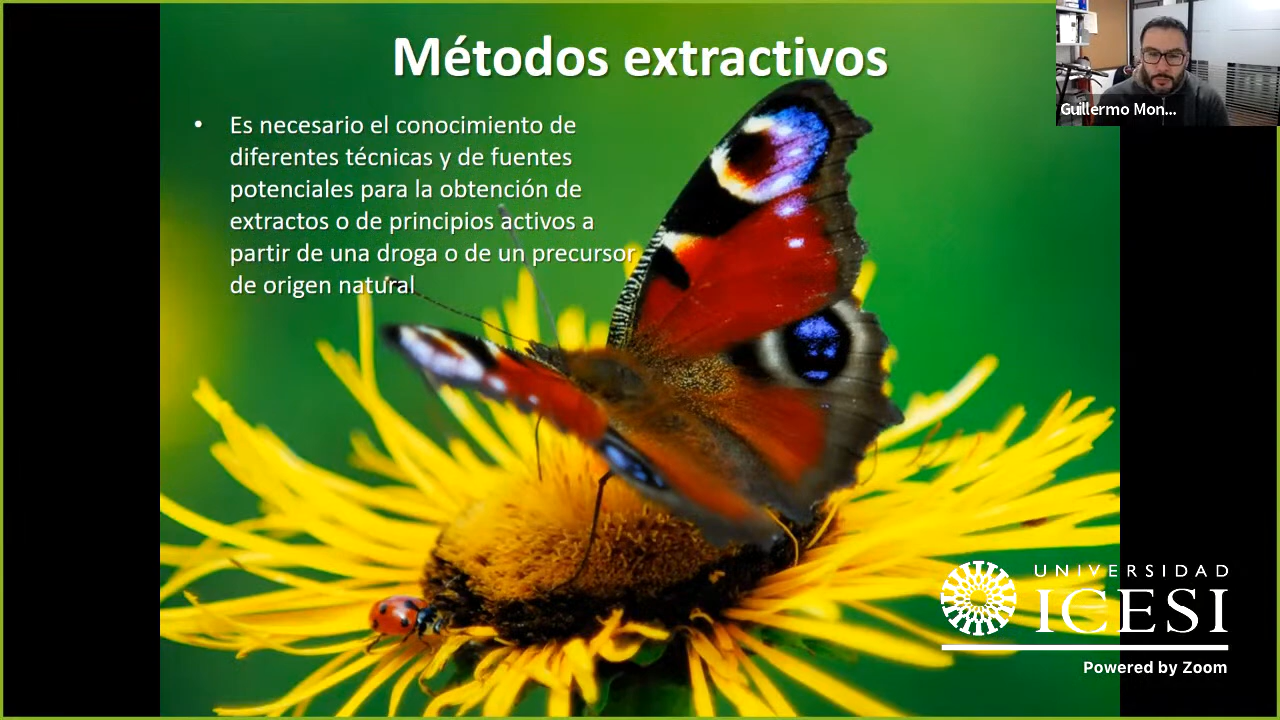 Métodos extractivos
• Es necesario el conocimiento de
diferentes técnicas y de fuentes
potenciales para la obtención de
extractos o de principios activos a
partir de una droga o de un precursor
de origen natural
Guillermo Mon...
UNIVERSIDAD
ICESI
Powered by Zoom